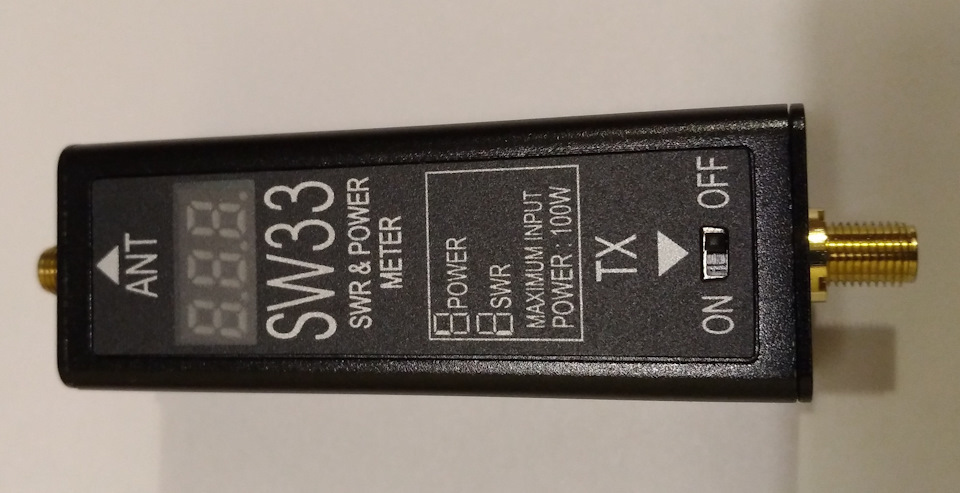 ANT
SW33
SWR & POWER
METER
POWER
SWR
MAXIMUM INPUT
POWER : 100W
TX
ON OFF